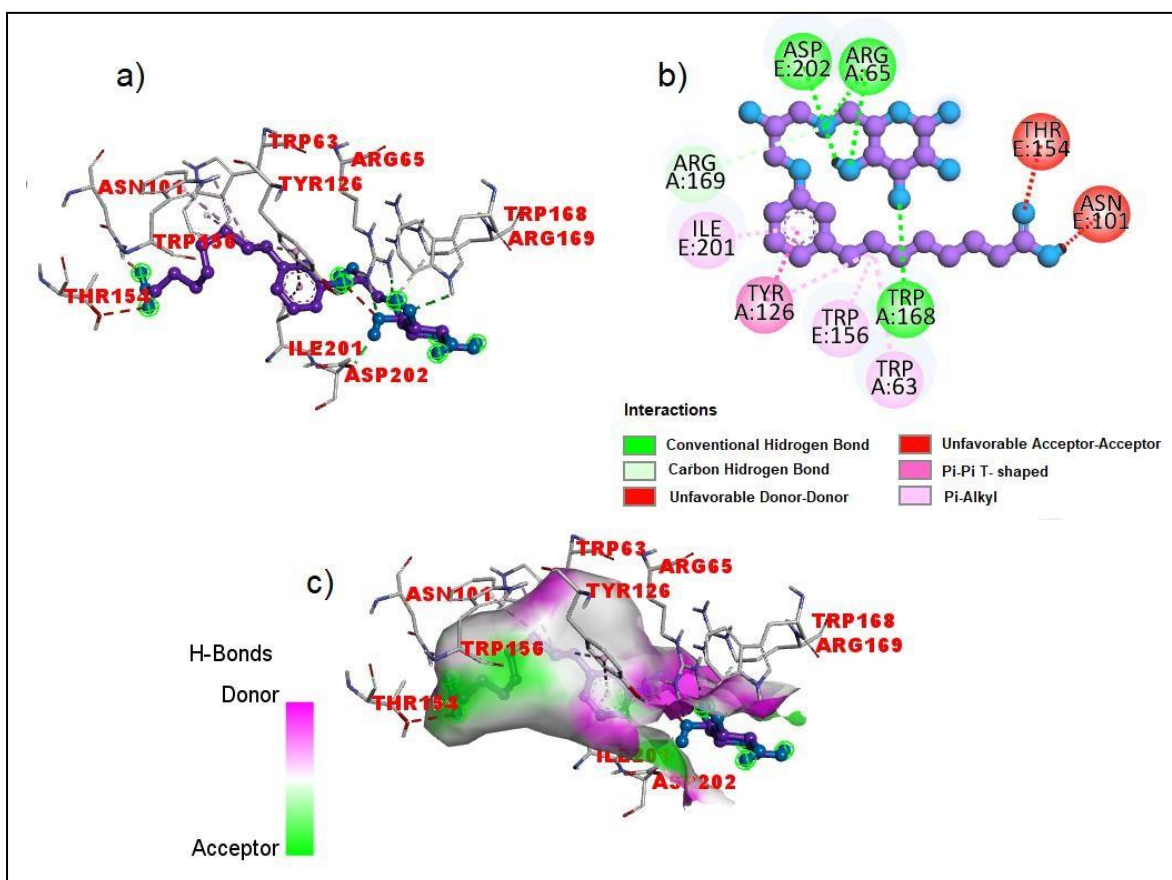 a)
TRP63
ARG65
ASN101
TYR126
TRP168
ARG169
TRP156
THR154
ILE201
ASP202
b)
ASP
E:202
ARG
A:65
THR
E:154
ARG
A:169
ASN
E:101
ILE
E:201
TYR
A:126
TRP
E:156
TRP
A:168
TRP
A:63
Interactions
Conventional Hidrogen Bond
Carbon Hidrogen Bond
Unfavorable Donor-Donor
Unfavorable Acceptor-Acceptor
Pi-Pi T- shaped
Pi-Alkyl
c)
TRP63
ARG65
ASN101
TYR126
TRP168
ARG169
TRP156
THR154
ILE201
ASP202
H-Bonds
Donor
Acceptor